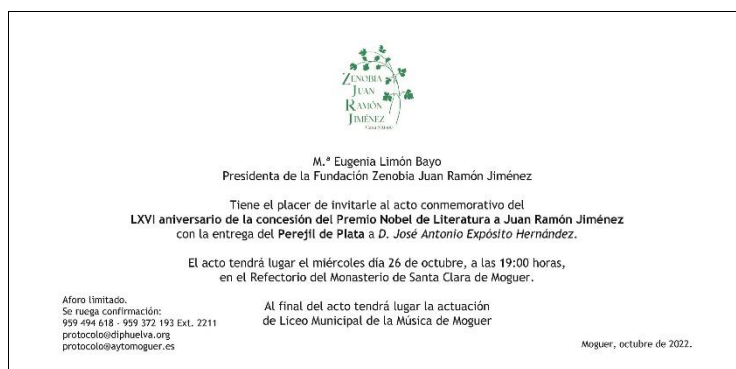 ZENOBIA
JUAN
RAMÓN
JIMÉNEZ
M.ª Eugenia Limón Bayo
Presidenta de la Fundación Zenobia Juan Ramón Jiménez
Tiene el placer de invitarle al acto conmemorativo del
LXVI aniversario de la concesión del Premio Nobel de Literatura a Juan Ramón Jiménez
con la entrega del Perejil de Plata a D. José Antonio Expósito Hernández.
El acto tendrá lugar el miércoles día 26 de octubre, a las 19:00 horas,
en el Refectorio del Monasterio de Santa Clara de Moguer.
Al final del acto tendrá lugar la actuación
de Liceo Municipal de la Música de Moguer
Aforo limitado.
Se ruega confirmación:
959 494 618 - 959 372 193 Ext. 2211
protocolo@diphuelva.org
protocolo@aytomoguer.es
Moguer, octubre de 2022.